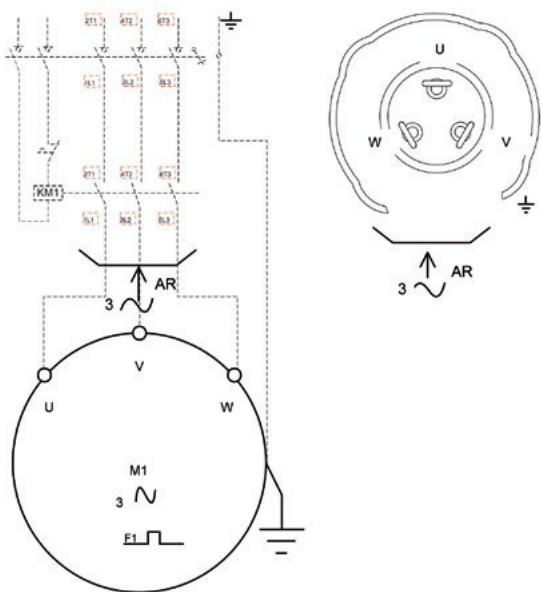 2T1 4T2 6T3
1L1 3L2 5L3
2T1 4T2 6T3
KM1
1L1 3L2 5L3
AR
3
V
U
W
M1
3
F1
U
W
V
AR
3